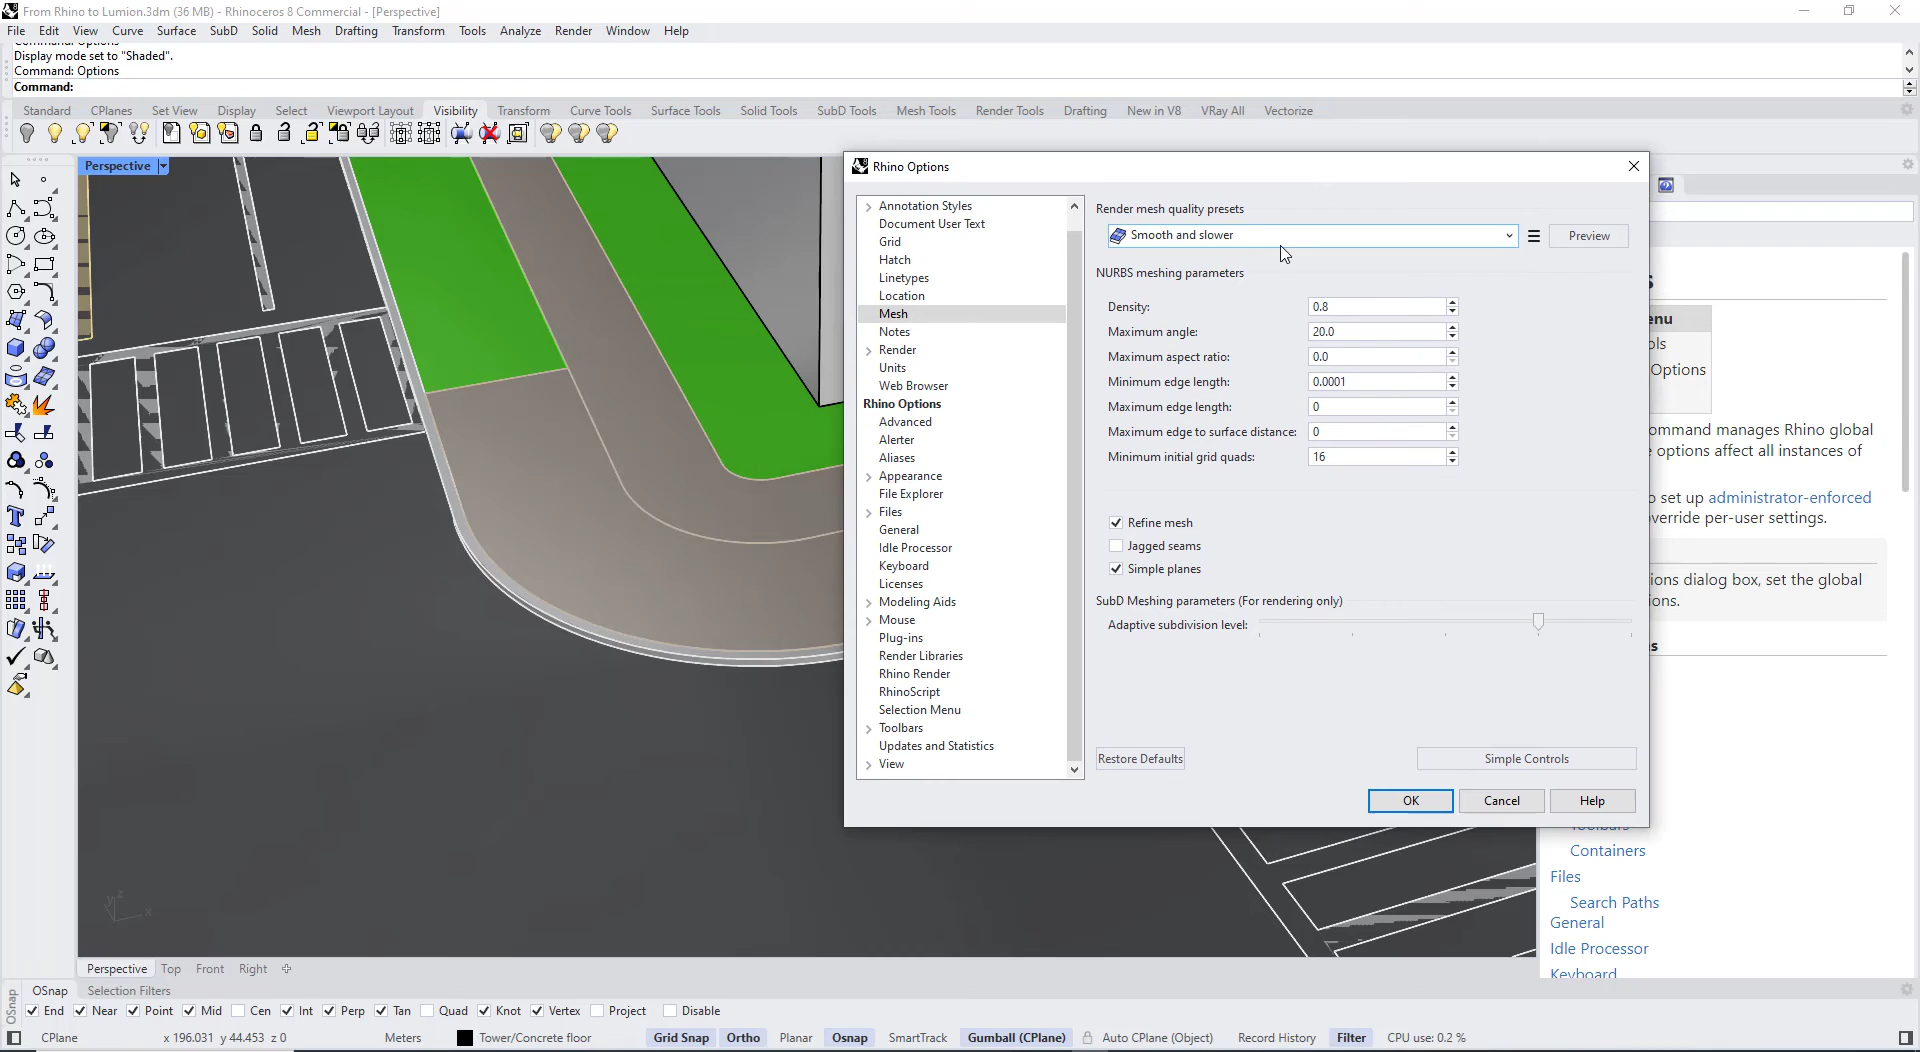 From Rhino to Lumion.3dm (36 MB) - Rhinoceros 8 Commercial - [Perspective]
File Edit View Curve Surface SubD Solid Mesh Drafting Transform Tools Analyze Render Window Help
Display mode set to "Shaded".
Command: Options
Command:
Standard CPlanes Set View Display Select Viewport Layout Visibility Transform Curve Tools Surface Tools Solid Tools SubD Tools Mesh Tools Render Tools Drafting New in V8 VRay All Vectorize
Perspective
Rhino Options
Annotation Styles
Document User Text
Grid
Hatch
Linetypes
Location
Mesh
Notes
Render
Units
Web Browser
Rhino Options
Advanced
Alerter
Aliases
Appearance
File Explorer
Files
General
Idle Processor
Keyboard
Licenses
Modeling Aids
Mouse
Plug-ins
Render Libraries
Rhino Render
RhinoScript
Selection Menu
Toolbars
Updates and Statistics
View
Render mesh quality presets
Smooth and slower
Preview
NURBS meshing parameters
Density: 0.8
Maximum angle: 20.0
Maximum aspect ratio: 0.0
Minimum edge length: 0.0001
Maximum edge length: 0
Maximum edge to surface distance: 0
Minimum initial grid quads: 16
Refine mesh
Jagged seams
Simple planes
SubD Meshing parameters (For rendering only)
Adaptive subdivision level:
Restore Defaults Simple Controls
OK Cancel Help
enu
ols
Options
ommand manages Rhino global
e options affect all instances of
o set up administrator-enforced
verride per-user settings.
ions dialog box, set the global
ons.
s
Toolbars
Containers
Files
Search Paths
General
Idle Processor
Keyboard
z
y
x
Perspective Top Front Right
OSnap Selection Filters
OSnap
End Near Point Mid Cen Int Perp Tan Quad Knot Vertex Project Disable
CPlane x 196.031 y 44.453 z 0 Meters Tower/Concrete floor Grid Snap Ortho Planar Osnap SmartTrack Gumball (CPlane) Auto CPlane (Object) Record History Filter CPU use: 0.2 %